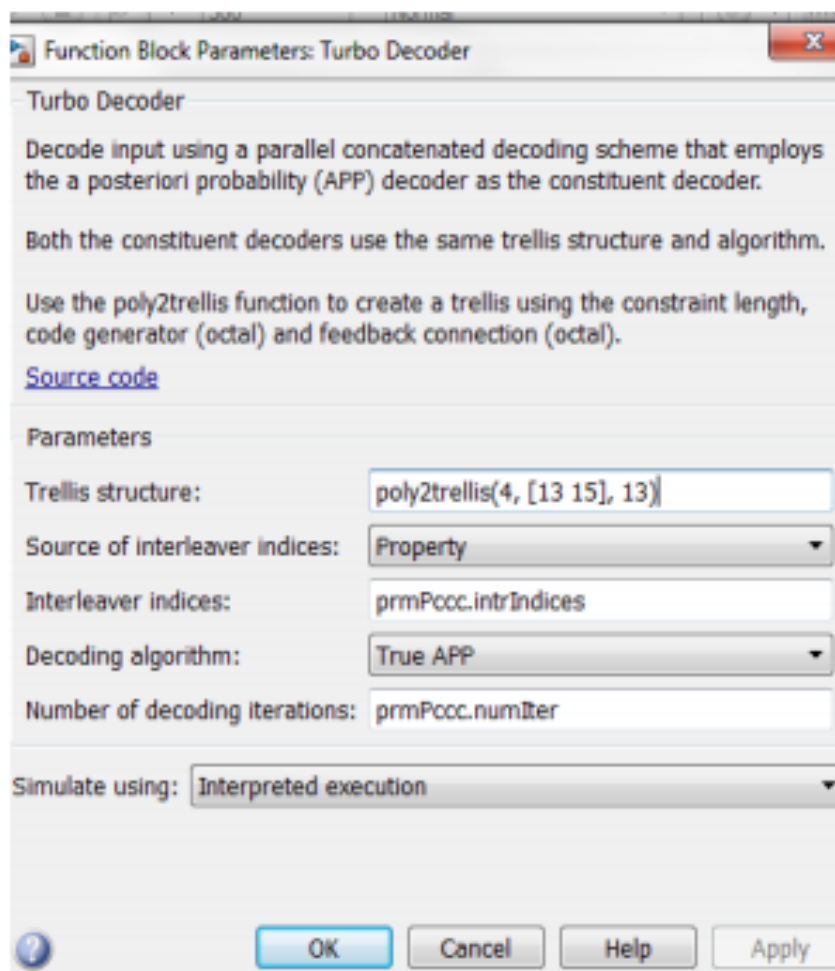 Function Block Parameters: Turbo Decoder
Turbo Decoder
Decode input using a parallel concatenated decoding scheme that employs
the a posteriori probability (APP) decoder as the constituent decoder.
Both the constituent decoders use the same trellis structure and algorithm.
Use the poly2trellis function to create a trellis using the constraint length,
code generator (octal) and feedback connection (octal).
Source code
Parameters
Trellis structure: poly2trellis(4, [13 15], 13)
Source of interleaver indices: Property
Interleaver indices: prmPccc.intrIndices
Decoding algorithm: True APP
Number of decoding iterations: prmPccc.numIter
Simulate using: Interpreted execution
OK Cancel Help Apply